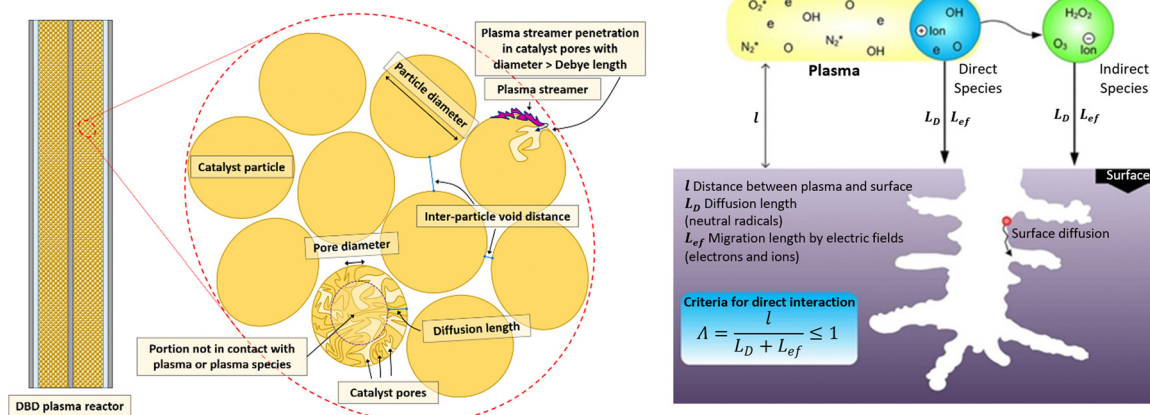 Plasma streamer penetration
in catalyst pores with
diameter > Debye length
Plasma streamer
Particle diameter
Catalyst particle
Inter-particle void distance
Pore diameter
Diffusion length
Portion not in contact with
plasma or plasma species
Catalyst pores
DBD plasma reactor
O₂*
e
OH
O
e
N₂*
O
e
N₂*
OH
OH
+ Ion
e
O
H₂O₂
O₃
−
Ion
Plasma
Direct
Species
Indirect
Species
l
L_D
L_ef
L_D
L_ef
Surface
l Distance between plasma and surface
L_D Diffusion length
(neutral radicals)
L_ef Migration length by electric fields
(electrons and ions)
Surface diffusion
Criteria for direct interaction
Λ = l / (L_D + L_ef) ≤ 1